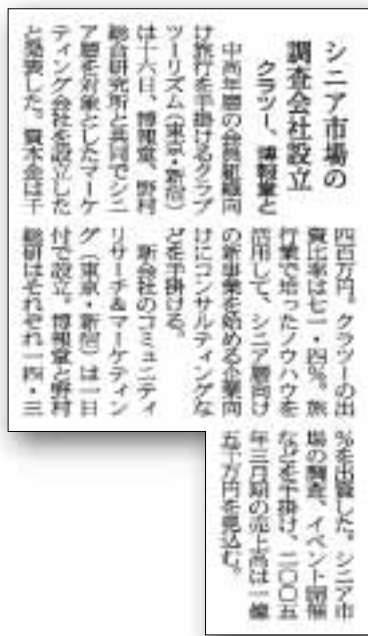 シニア市場の
調査会社設立
クラツー、博報堂と
中高年層の会員組織向
け旅行を手掛けるクラブ
ツーリズム（東京・新宿）
は十六日、博報堂、野村
総合研究所と共同でシニ
ア層を対象としたマーケ
ティング会社を設立した
と発表した。資本金は千
四百万円。クラツーの出
資比率は七一・四％。旅
行業で培ったノウハウを
活用して、シニア層向け
の新事業を始める企業向
けにコンサルティングな
どを手掛ける。
新会社のコミュニティ
リサーチ&マーケティン
グ（東京・新宿）は一日
付で設立。博報堂と野村
総研はそれぞれ一四・三
％を出資した。シニア市
場の調査、イベント開催
などを手掛け、二〇〇五
年三月期の売上高は一億
五千万円を見込む。